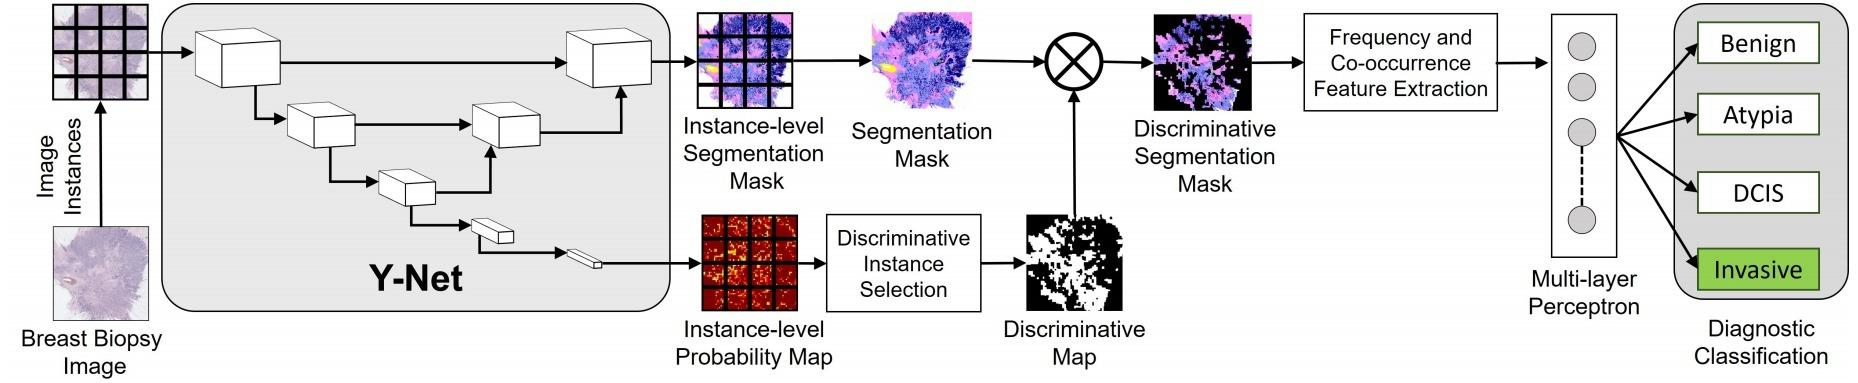 Image
Instances
Breast Biopsy
Image
Y-Net
Instance-level
Segmentation
Mask
Segmentation
Mask
Instance-level
Probability Map
Discriminative
Instance
Selection
Discriminative
Map
Discriminative
Segmentation
Mask
Frequency and
Co-occurrence
Feature Extraction
Multi-layer
Perceptron
Benign
Atypia
DCIS
Invasive
Diagnostic
Classification